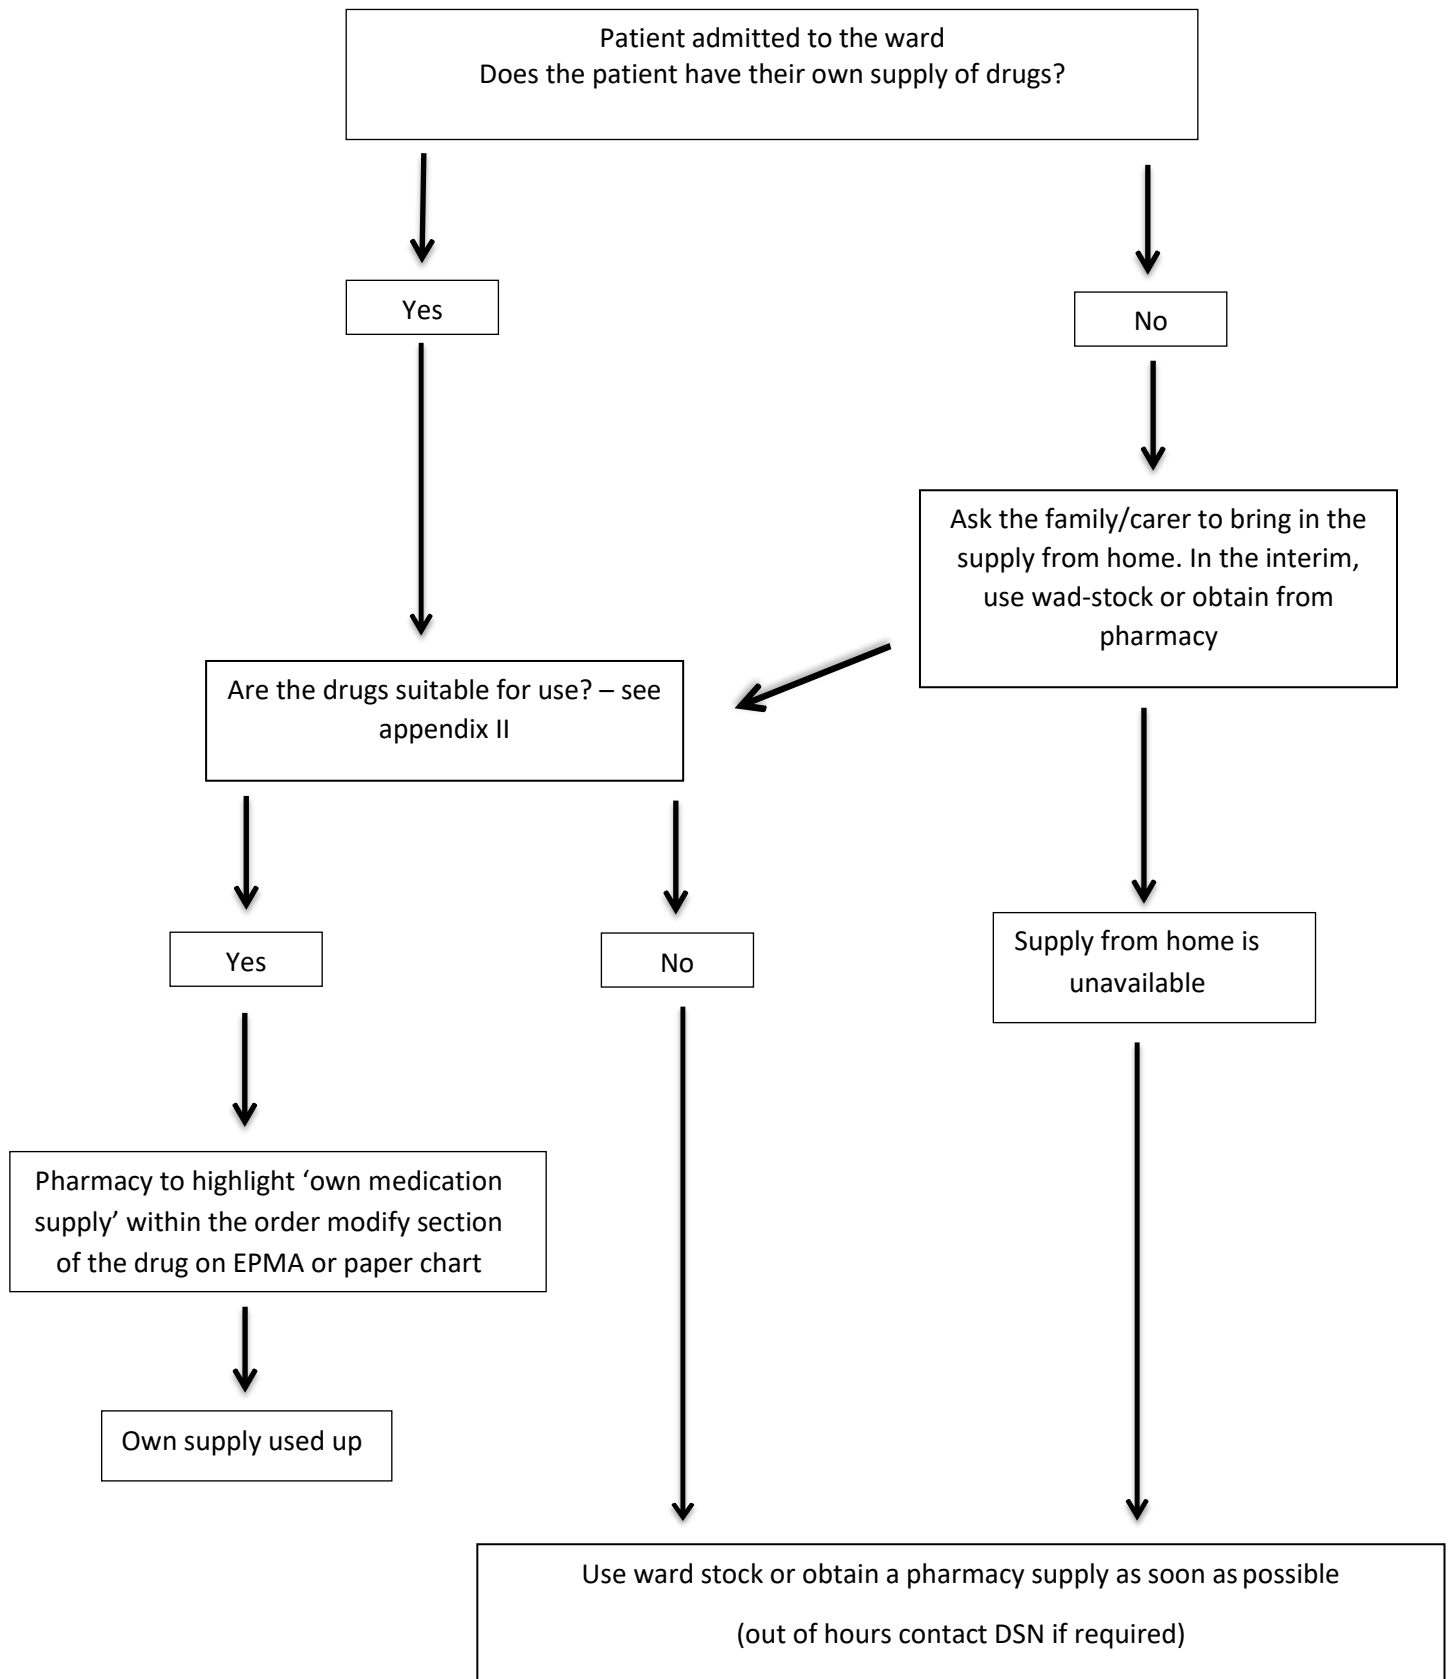 Patient admitted to the ward
Does the patient have their own supply of drugs?
Yes
No
Ask the family/carer to bring in the
supply from home. In the interim,
use wad-stock or obtain from
pharmacy
Are the drugs suitable for use? – see
appendix II
Yes
No
Supply from home is
unavailable
Pharmacy to highlight ‘own medication
supply’ within the order modify section
of the drug on EPMA or paper chart
Own supply used up
Use ward stock or obtain a pharmacy supply as soon as possible
(out of hours contact DSN if required)